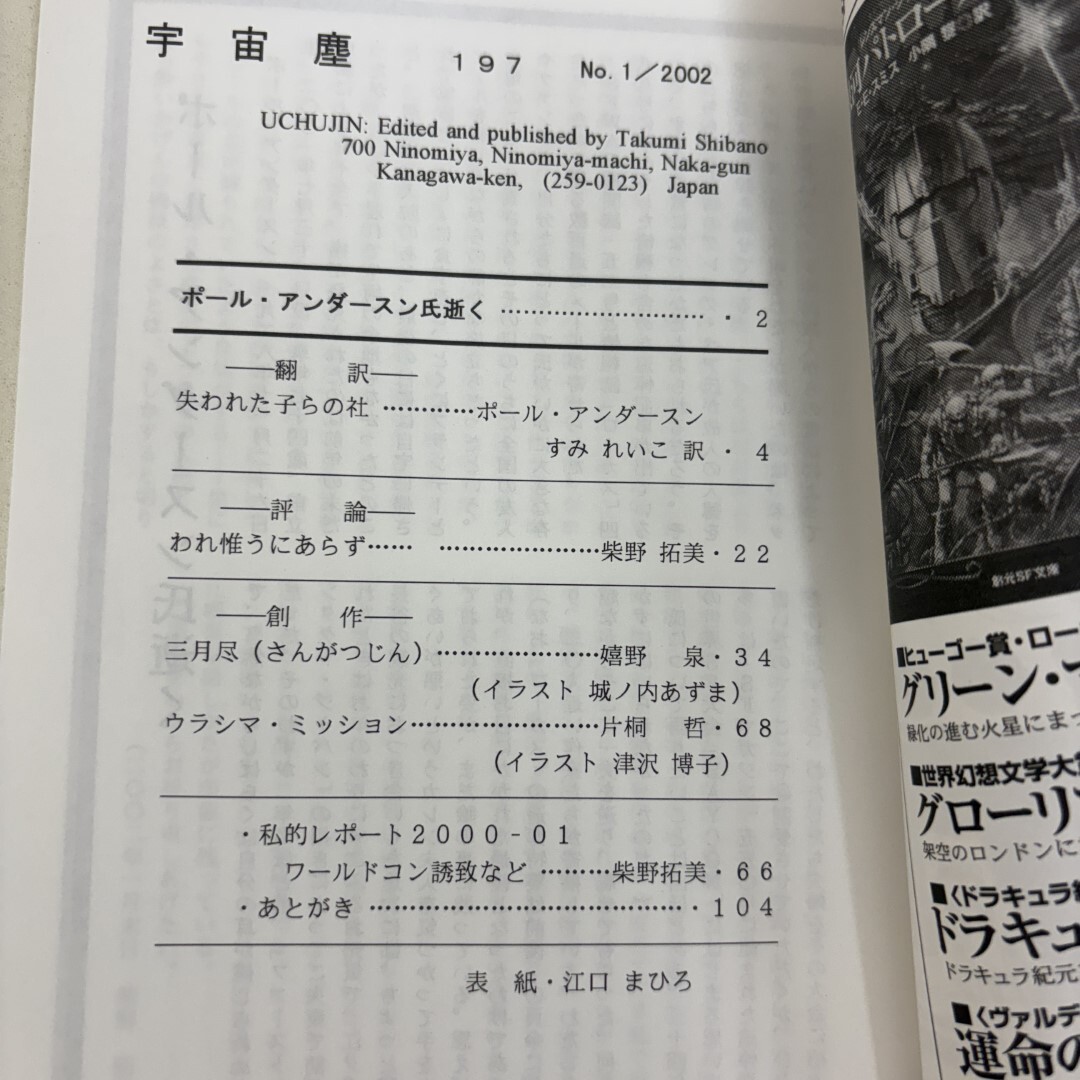 宇宙塵 197 No.1/2002
UCHUJIN: Edited and published by Takumi Shibano
700 Ninomiya, Ninomiya-machi, Naka-gun
Kanagawa-ken, (259-0123) Japan
ポール・アンダースン氏逝く ………………………・ 2
――翻 訳――
失われた子らの社 …………ポール・アンダースン
すみ れいこ 訳・ 4
――評 論――
われ惟うにあらず…… …………………柴野 拓美・22
――創 作――
三月尽(さんがつじん) …………………嬉野 泉・34
(イラスト 城ノ内あずま)
ウラシマ・ミッション……………………片桐 哲・68
(イラスト 津沢 博子)
・私的レポート2000-01
ワールドコン誘致など ………柴野拓美・66
・あとがき ………………………………・104
表 紙・江口 まひろ
パトロー
E・E・スミス 小隅 黎●訳
創元SF文庫
■ヒューゴー賞・ロー
グリーン・
緑化の進む火星にまつ
■世界幻想文学大
グローリ
架空のロンドンに
■〈ドラキュラ
ドラキュ
ドラキュラ紀元
■〈ヴァルデ
運命の